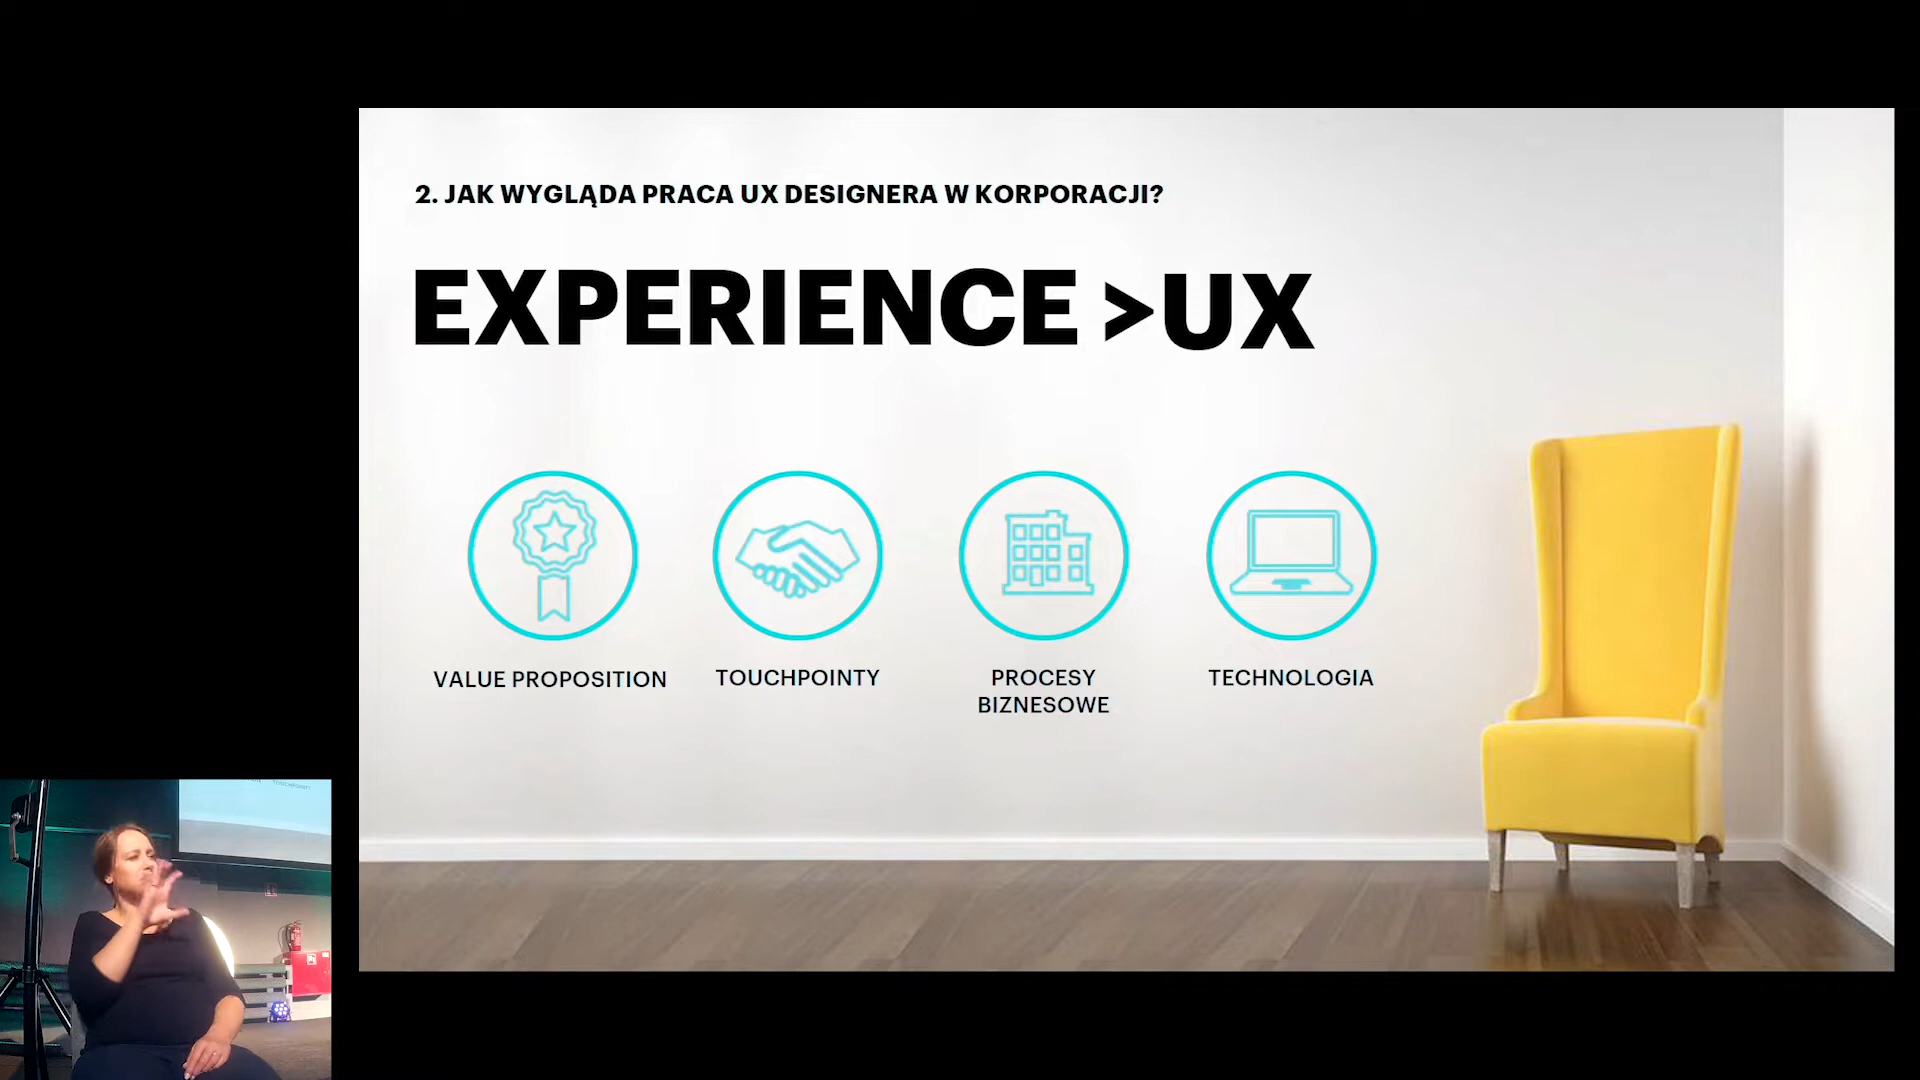 2. JAK WYGLĄDA PRACA UX DESIGNERA W KORPORACJI?
EXPERIENCE >UX
VALUE PROPOSITION
TOUCHPOINTY
PROCESY
BIZNESOWE
TECHNOLOGIA